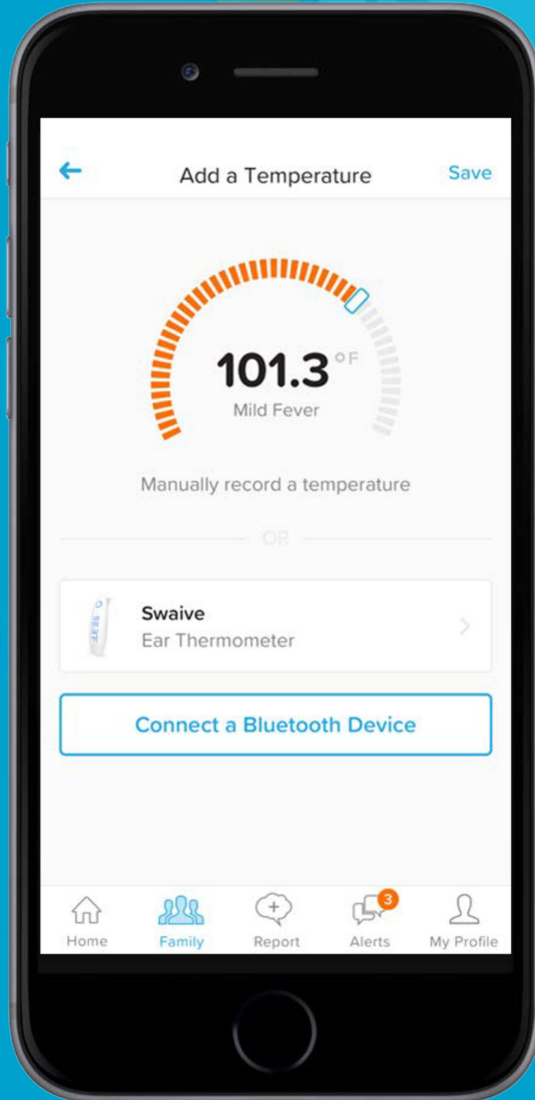 Add a Temperature
Save
101.3 °F
Mild Fever
Manually record a temperature
OR
Swaive
Ear Thermometer
Connect a Bluetooth Device
3
Home
Family
Report
Alerts
My Profile